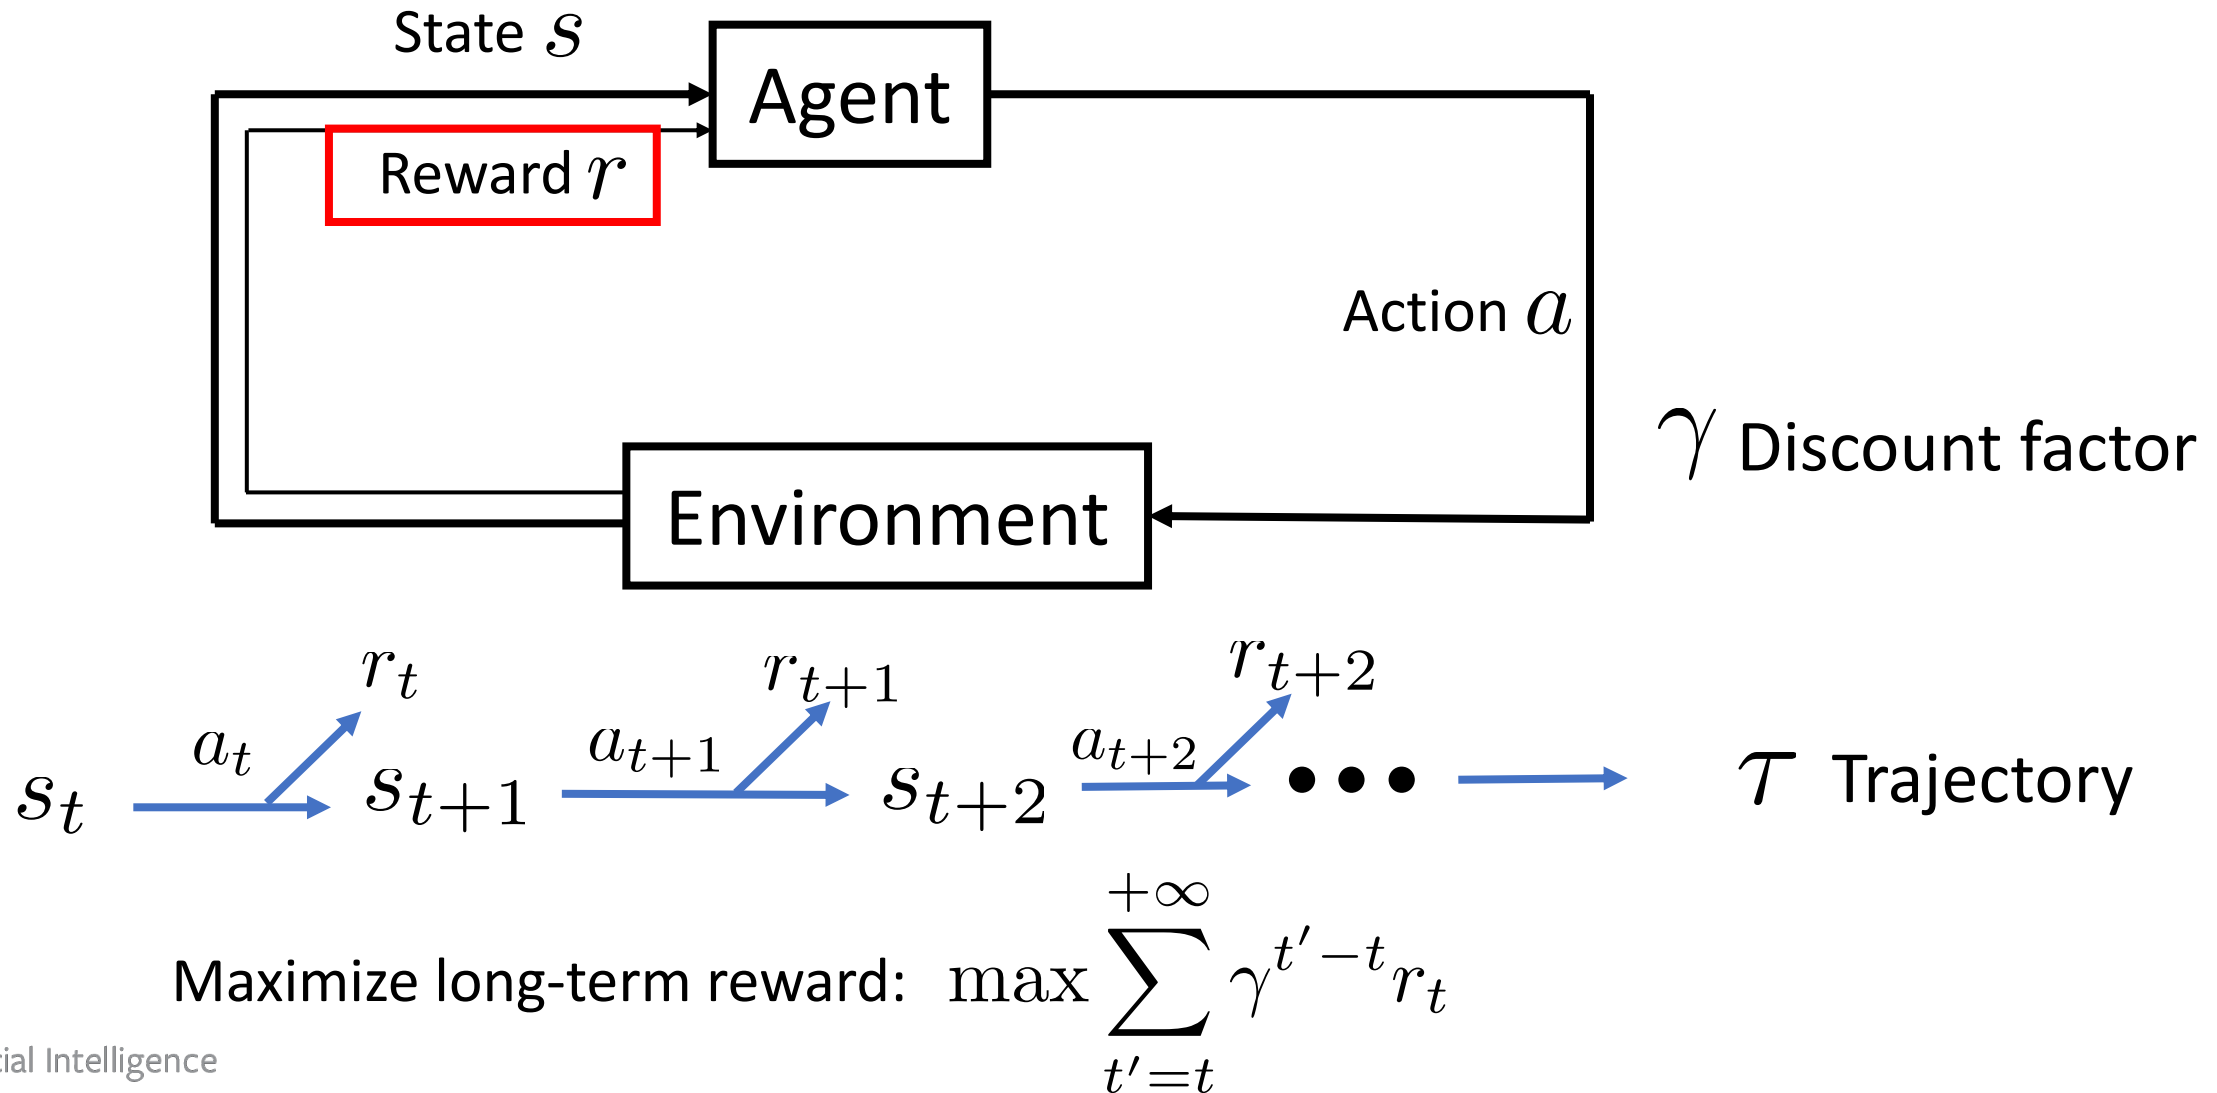 State s
Agent
Reward r
Action a
γ Discount factor
Environment
r_t
r_{t+1}
r_{t+2}
a_t
a_{t+1}
a_{t+2}
s_t
s_{t+1}
s_{t+2}
•••
τ Trajectory
Maximize long-term reward: max ∑_{t'=t}^{+∞} γ^{t'-t} r_t
Intelligence